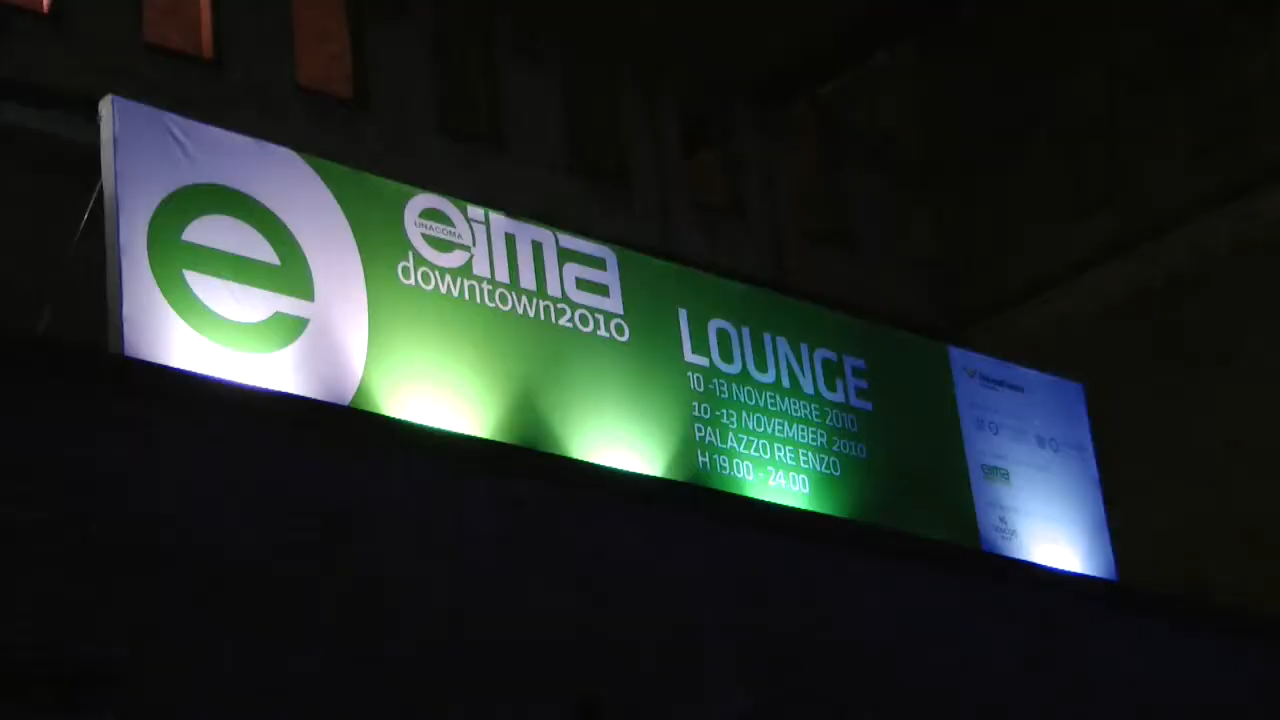 e
UNACOMA
eima
downtown2010
LOUNGE
10 -13 NOVEMBRE 2010
10 -13 NOVEMBER 2010
PALAZZO RE ENZO
H 19.00 - 24.00
eima